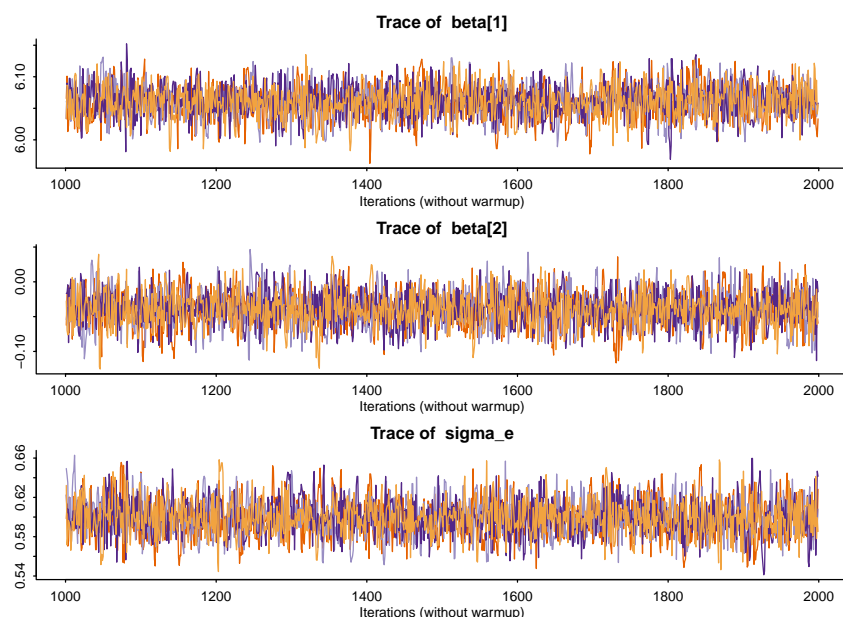 Trace of beta[1]
6.10
6.00
1000 1200 1400 1600 1800 2000
Iterations (without warmup)
Trace of beta[2]
0.00
−0.10
1000 1200 1400 1600 1800 2000
Iterations (without warmup)
Trace of sigma_e
0.66
0.62
0.58
0.54
1000 1200 1400 1600 1800 2000
Iterations (without warmup)